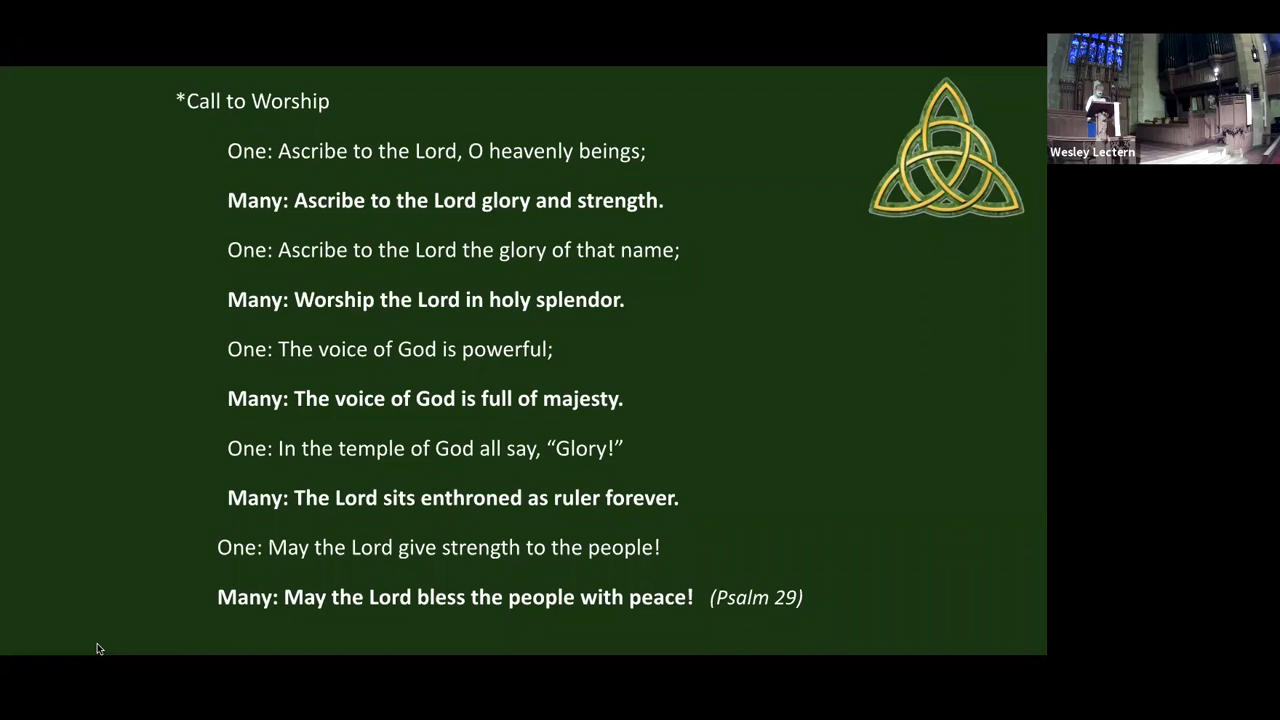 *Call to Worship
One: Ascribe to the Lord, O heavenly beings;
Many: Ascribe to the Lord glory and strength.
One: Ascribe to the Lord the glory of that name;
Many: Worship the Lord in holy splendor.
One: The voice of God is powerful;
Many: The voice of God is full of majesty.
One: In the temple of God all say, “Glory!”
Many: The Lord sits enthroned as ruler forever.
One: May the Lord give strength to the people!
Many: May the Lord bless the people with peace! (Psalm 29)
Wesley Lectern